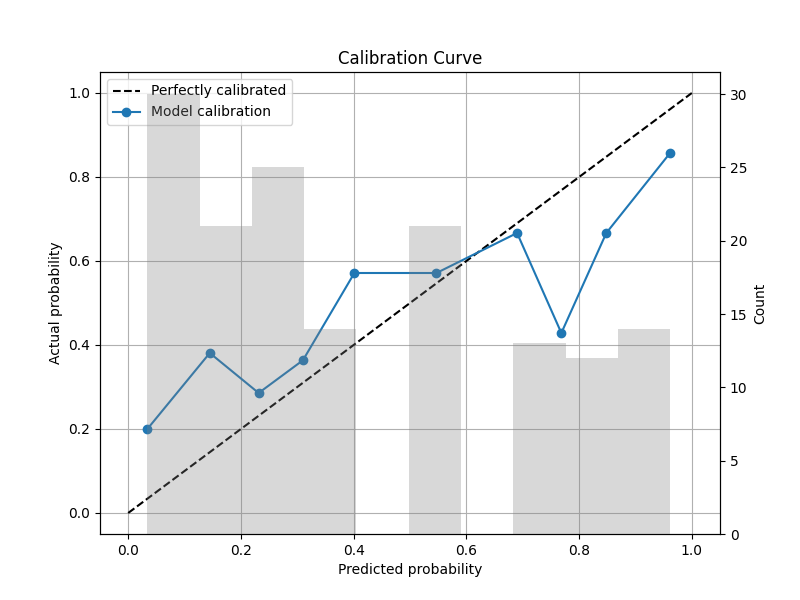 Calibration Curve
Perfectly calibrated
Model calibration
1.0
0.8
0.6
0.4
0.2
0.0
Actual probability
30
25
20
15
10
5
0
Count
0.0 0.2 0.4 0.6 0.8 1.0
Predicted probability